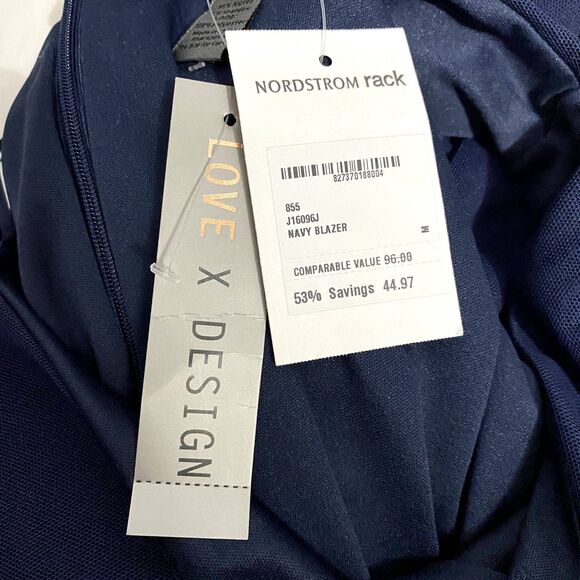 NORDSTROM rack
827370188004
855
J16096J
NAVY BLAZER
M
COMPARABLE VALUE 96.00
53% Savings 44.97
LOVE X DESIGN